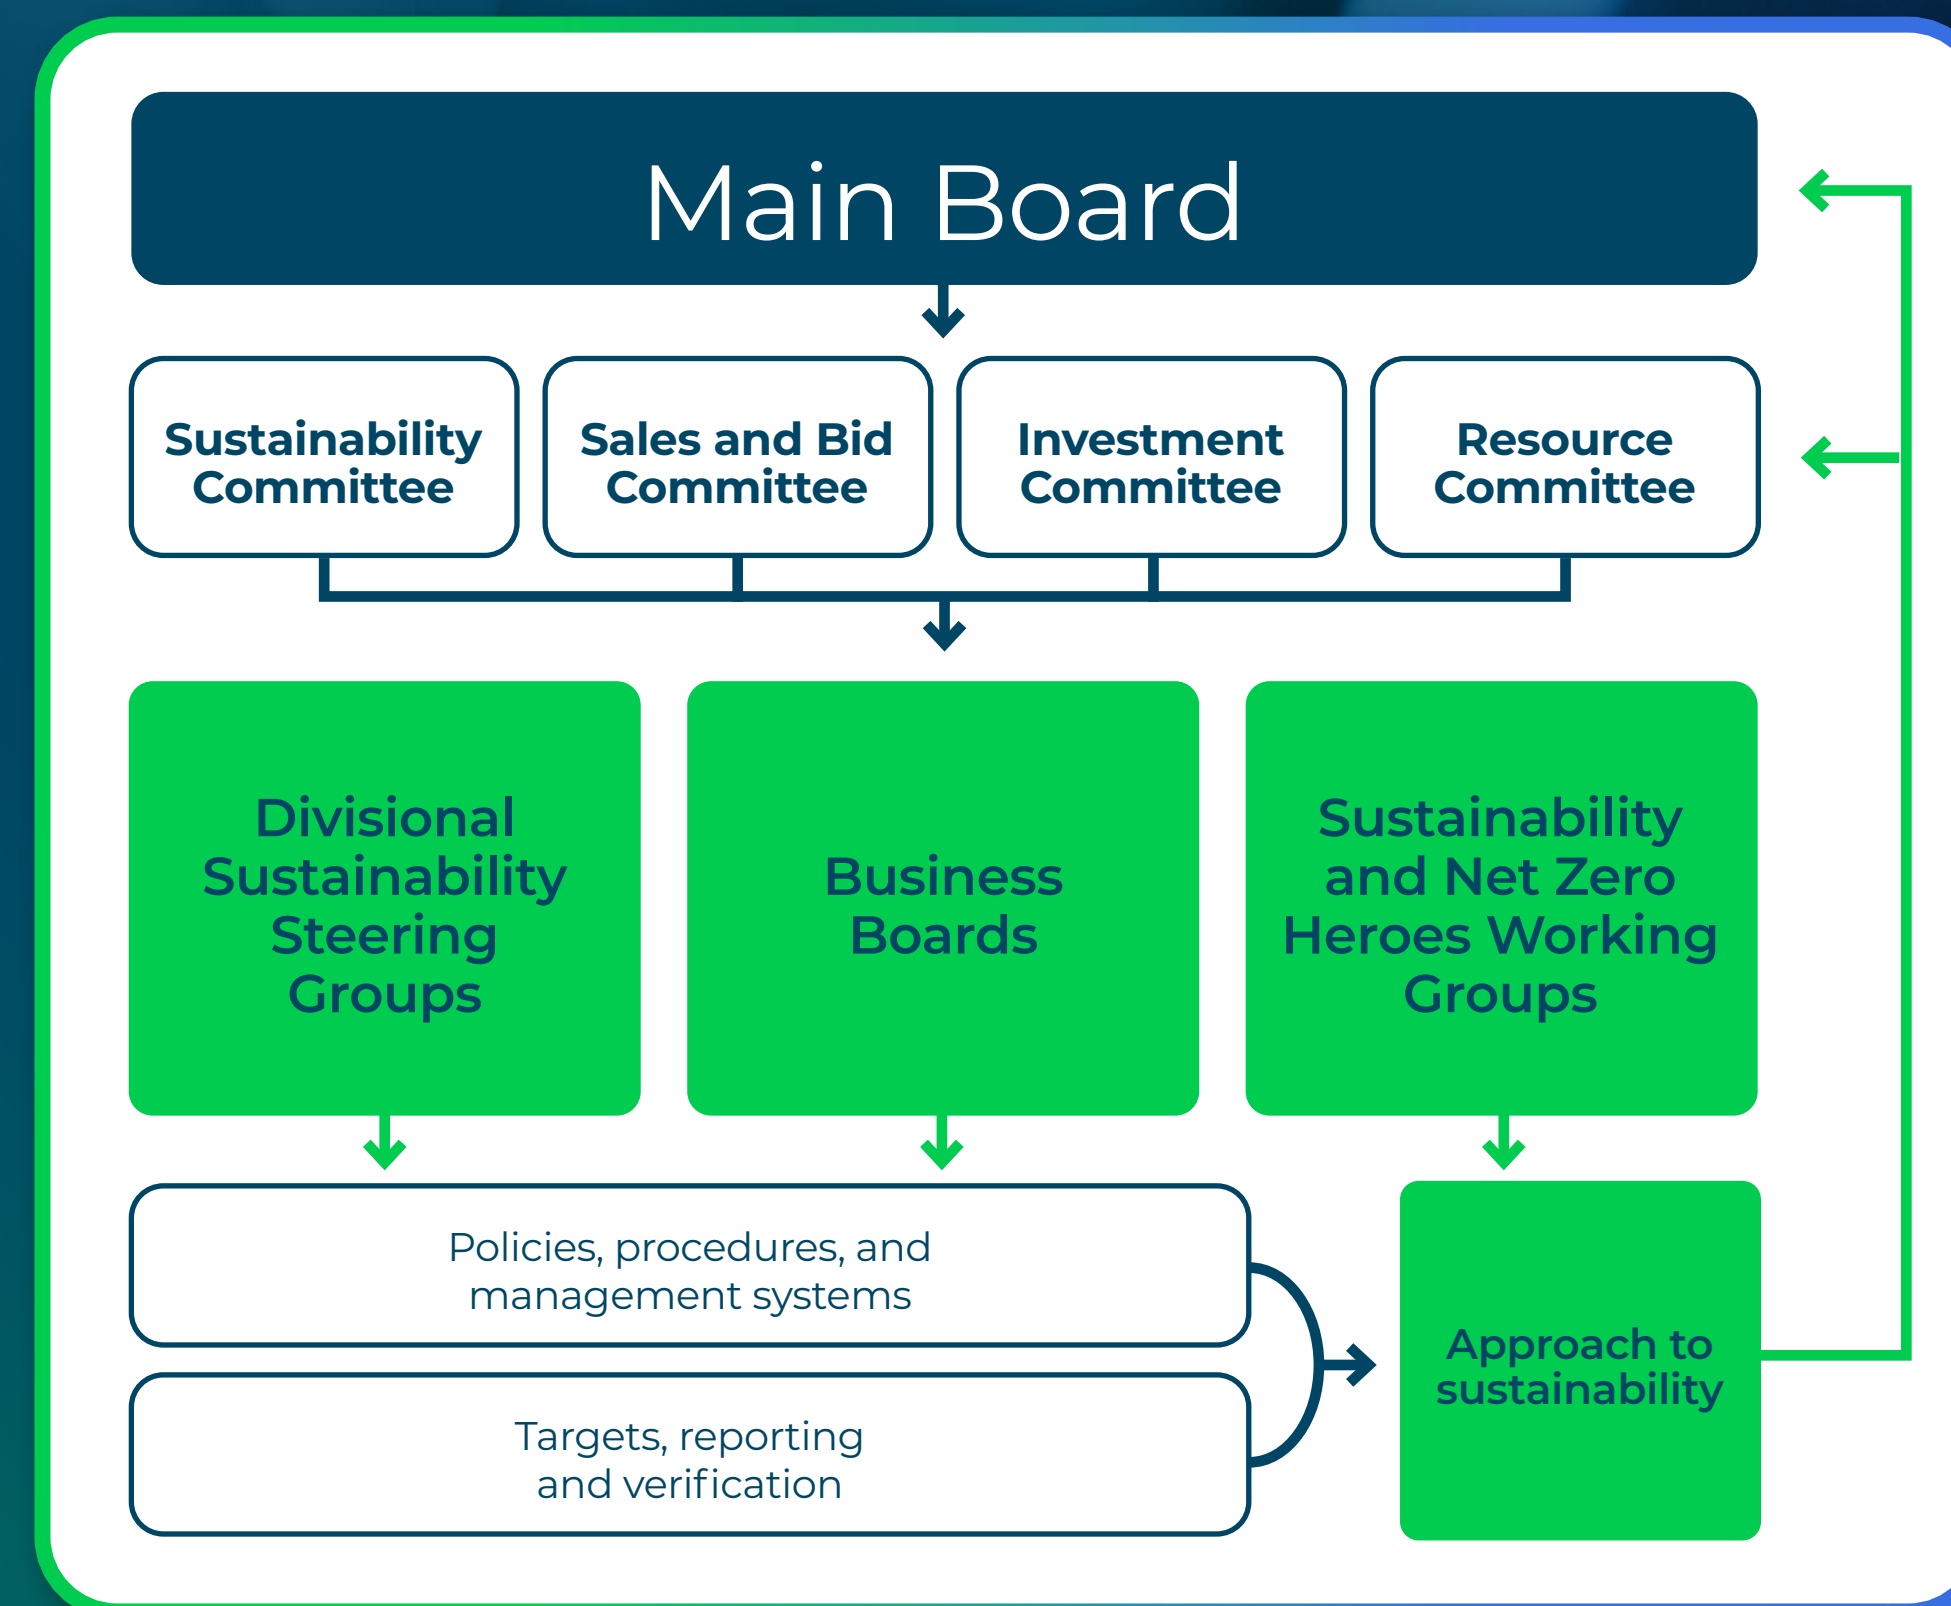 Main Board
Sustainability
Committee
Sales and Bid
Committee
Investment
Committee
Resource
Committee
Divisional
Sustainability
Steering
Groups
Business
Boards
Sustainability
and Net Zero
Heroes Working
Groups
Policies, procedures, and
management systems
Targets, reporting
and verification
Approach to
sustainability